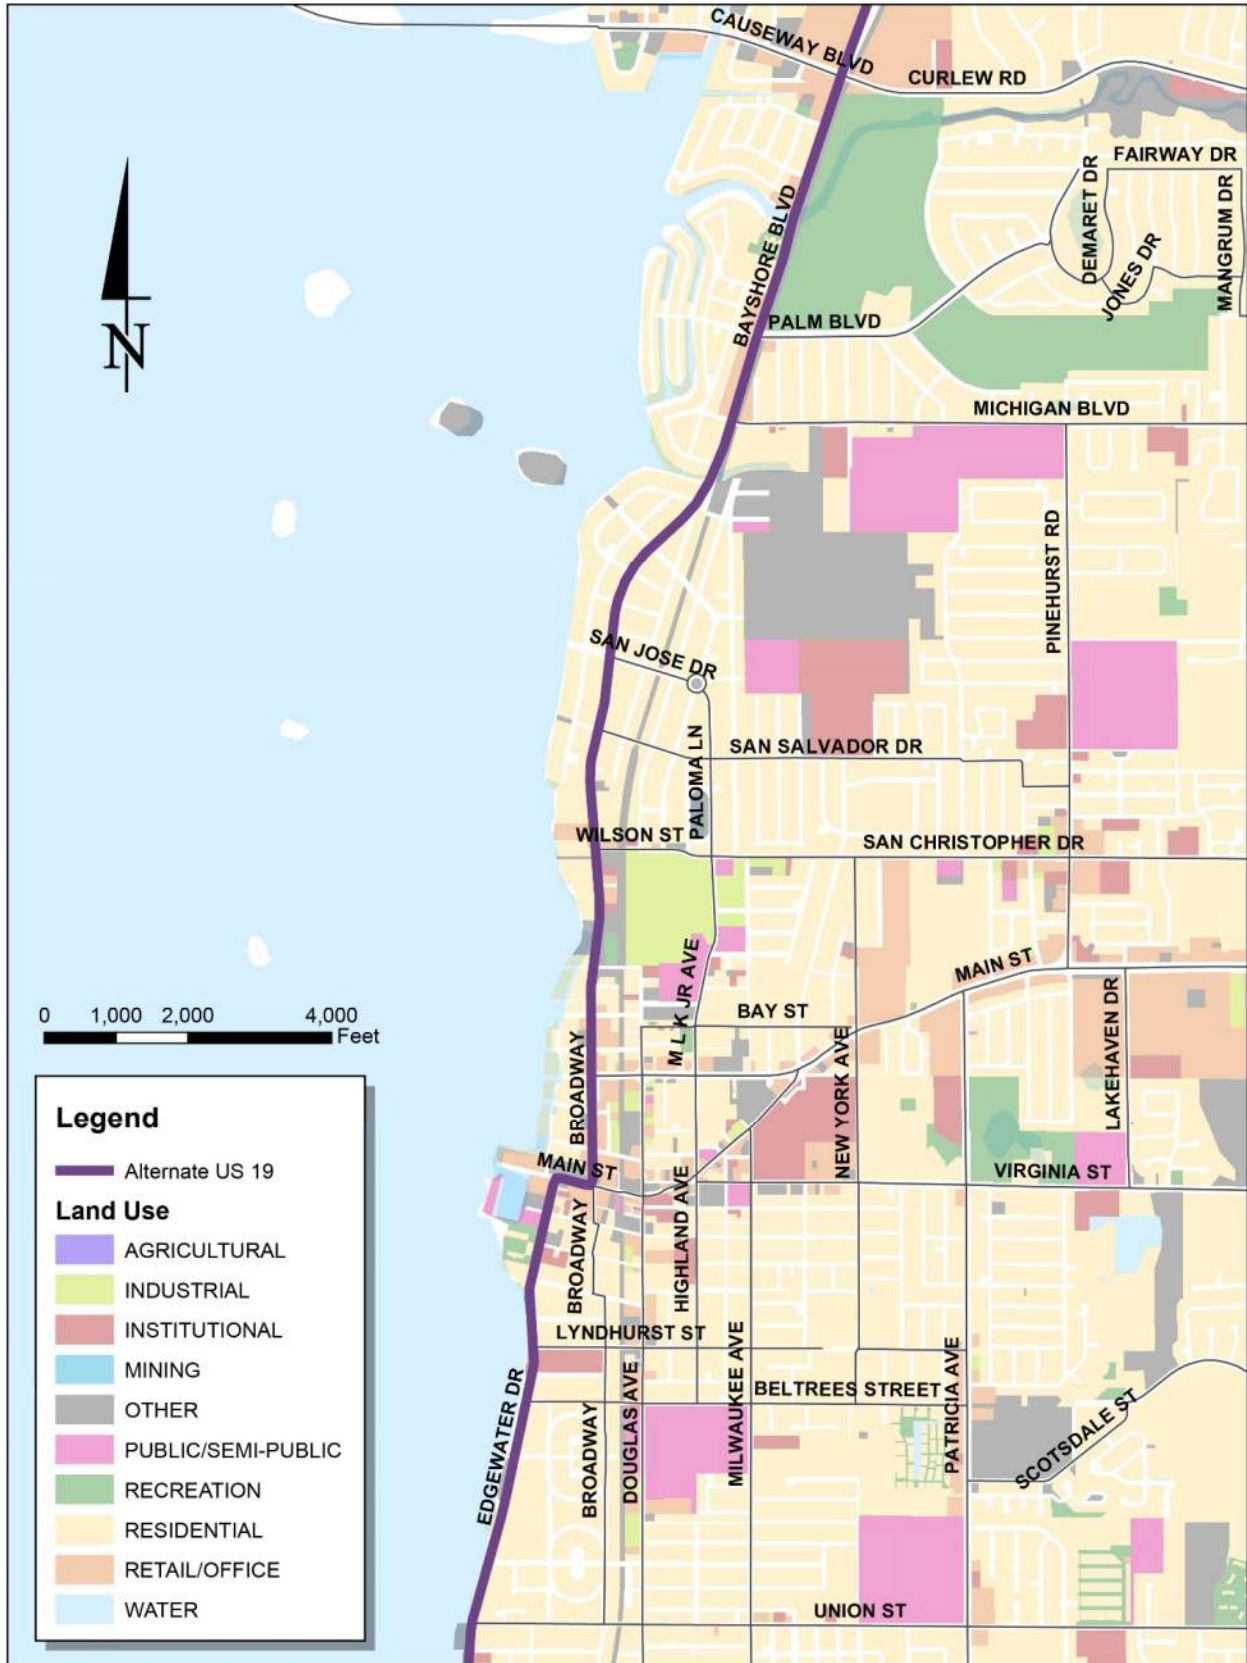 CAUSEWAY BLVD
CURLEW RD
FAIRWAY DR
DEMARET DR
MANGRUM DR
JONES DR
BAYSHORE BLVD
PALM BLVD
N
MICHIGAN BLVD
PINEHURST RD
SAN JOSE DR
PALOMA LN
SAN SALVADOR DR
WILSON ST
SAN CHRISTOPHER DR
M L K JR AVE
MAIN ST
LAKEHAVEN DR
BAY ST
0 1,000 2,000 4,000
Feet
BROADWAY
NEW YORK AVE
MAIN ST
VIRGINIA ST
HIGHLAND AVE
BROADWAY
LYNDHURST ST
MILWAUKEE AVE
PATRICIA AVE
BELTREES STREET
EDGEWATER DR
BROADWAY
DOUGLAS AVE
SCOTSDALE ST
UNION ST
Legend
Alternate US 19
Land Use
AGRICULTURAL
INDUSTRIAL
INSTITUTIONAL
MINING
OTHER
PUBLIC/SEMI-PUBLIC
RECREATION
RESIDENTIAL
RETAIL/OFFICE
WATER